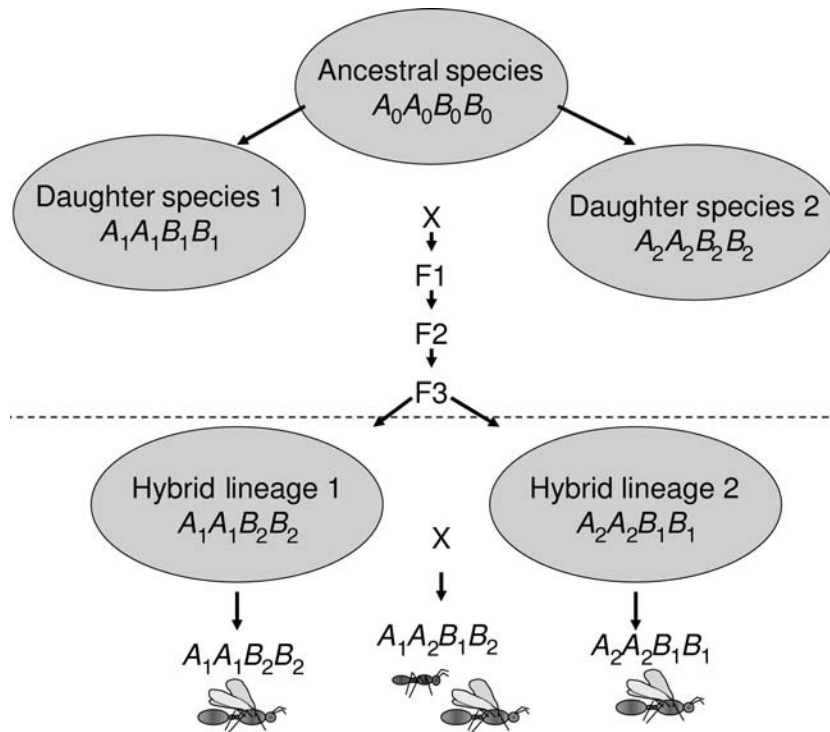 Ancestral species
A₀A₀B₀B₀
Daughter species 1
A₁A₁B₁B₁
Daughter species 2
A₂A₂B₂B₂
X
F1
F2
F3
Hybrid lineage 1
A₁A₁B₂B₂
Hybrid lineage 2
A₂A₂B₁B₁
X
A₁A₁B₂B₂
A₁A₂B₁B₂
A₂A₂B₁B₁